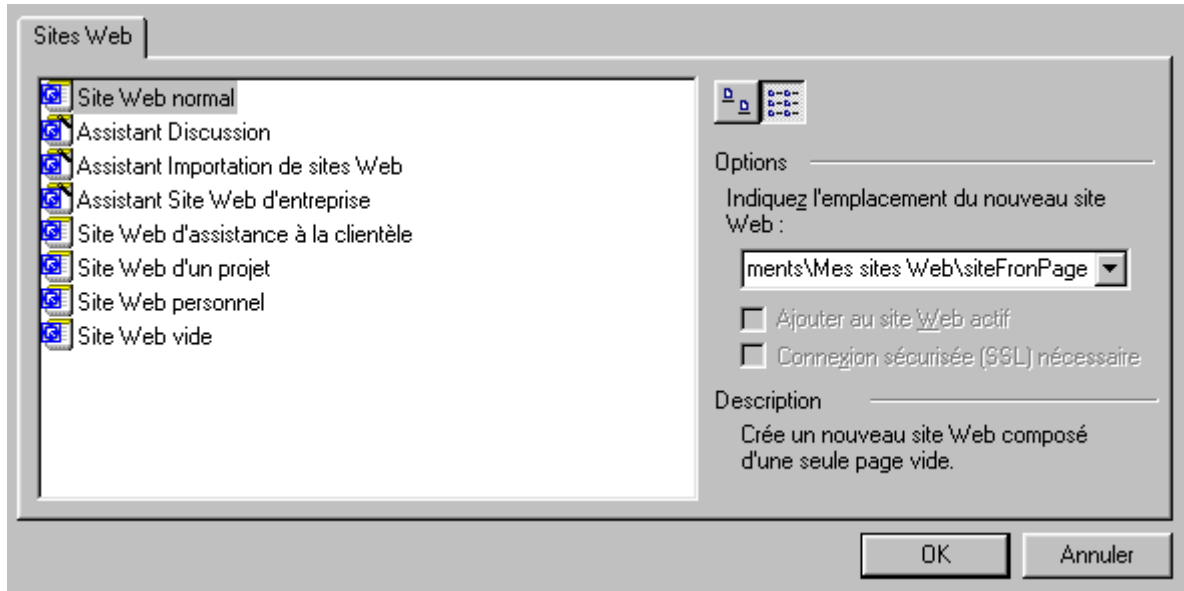 Sites Web
Site Web normal
Assistant Discussion
Assistant Importation de sites Web
Assistant Site Web d'entreprise
Site Web d'assistance à la clientèle
Site Web d'un projet
Site Web personnel
Site Web vide
Options
Indiquez l'emplacement du nouveau site
Web :
ments\Mes sites Web\siteFronPage
Ajouter au site Web actif
Connexion sécurisée (SSL) nécessaire
Description
Crée un nouveau site Web composé
d'une seule page vide.
OK
Annuler